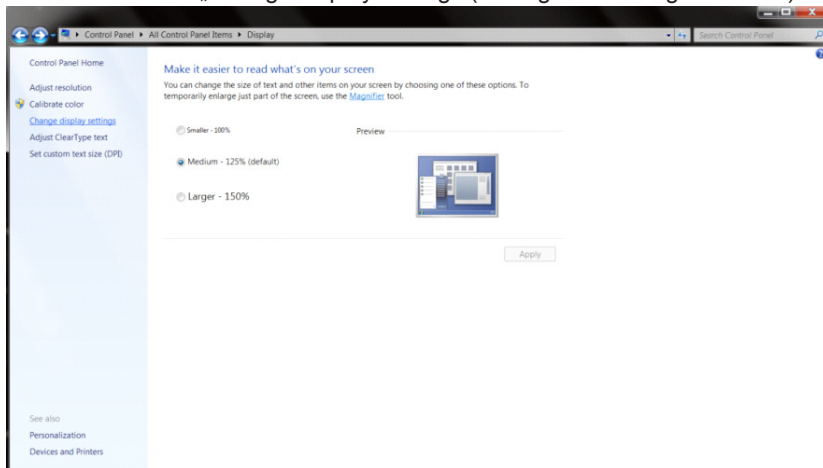 Control Panel ▸ All Control Panel Items ▸ Display
Search Control Panel
Control Panel Home
Adjust resolution
Calibrate color
Change display settings
Adjust ClearType text
Set custom text size (DPI)
See also
Personalization
Devices and Printers
Make it easier to read what's on your screen
You can change the size of text and other items on your screen by choosing one of these options. To
temporarily enlarge just part of the screen, use the Magnifier tool.
Smaller - 100%
Preview
Medium - 125% (default)
Larger - 150%
Apply